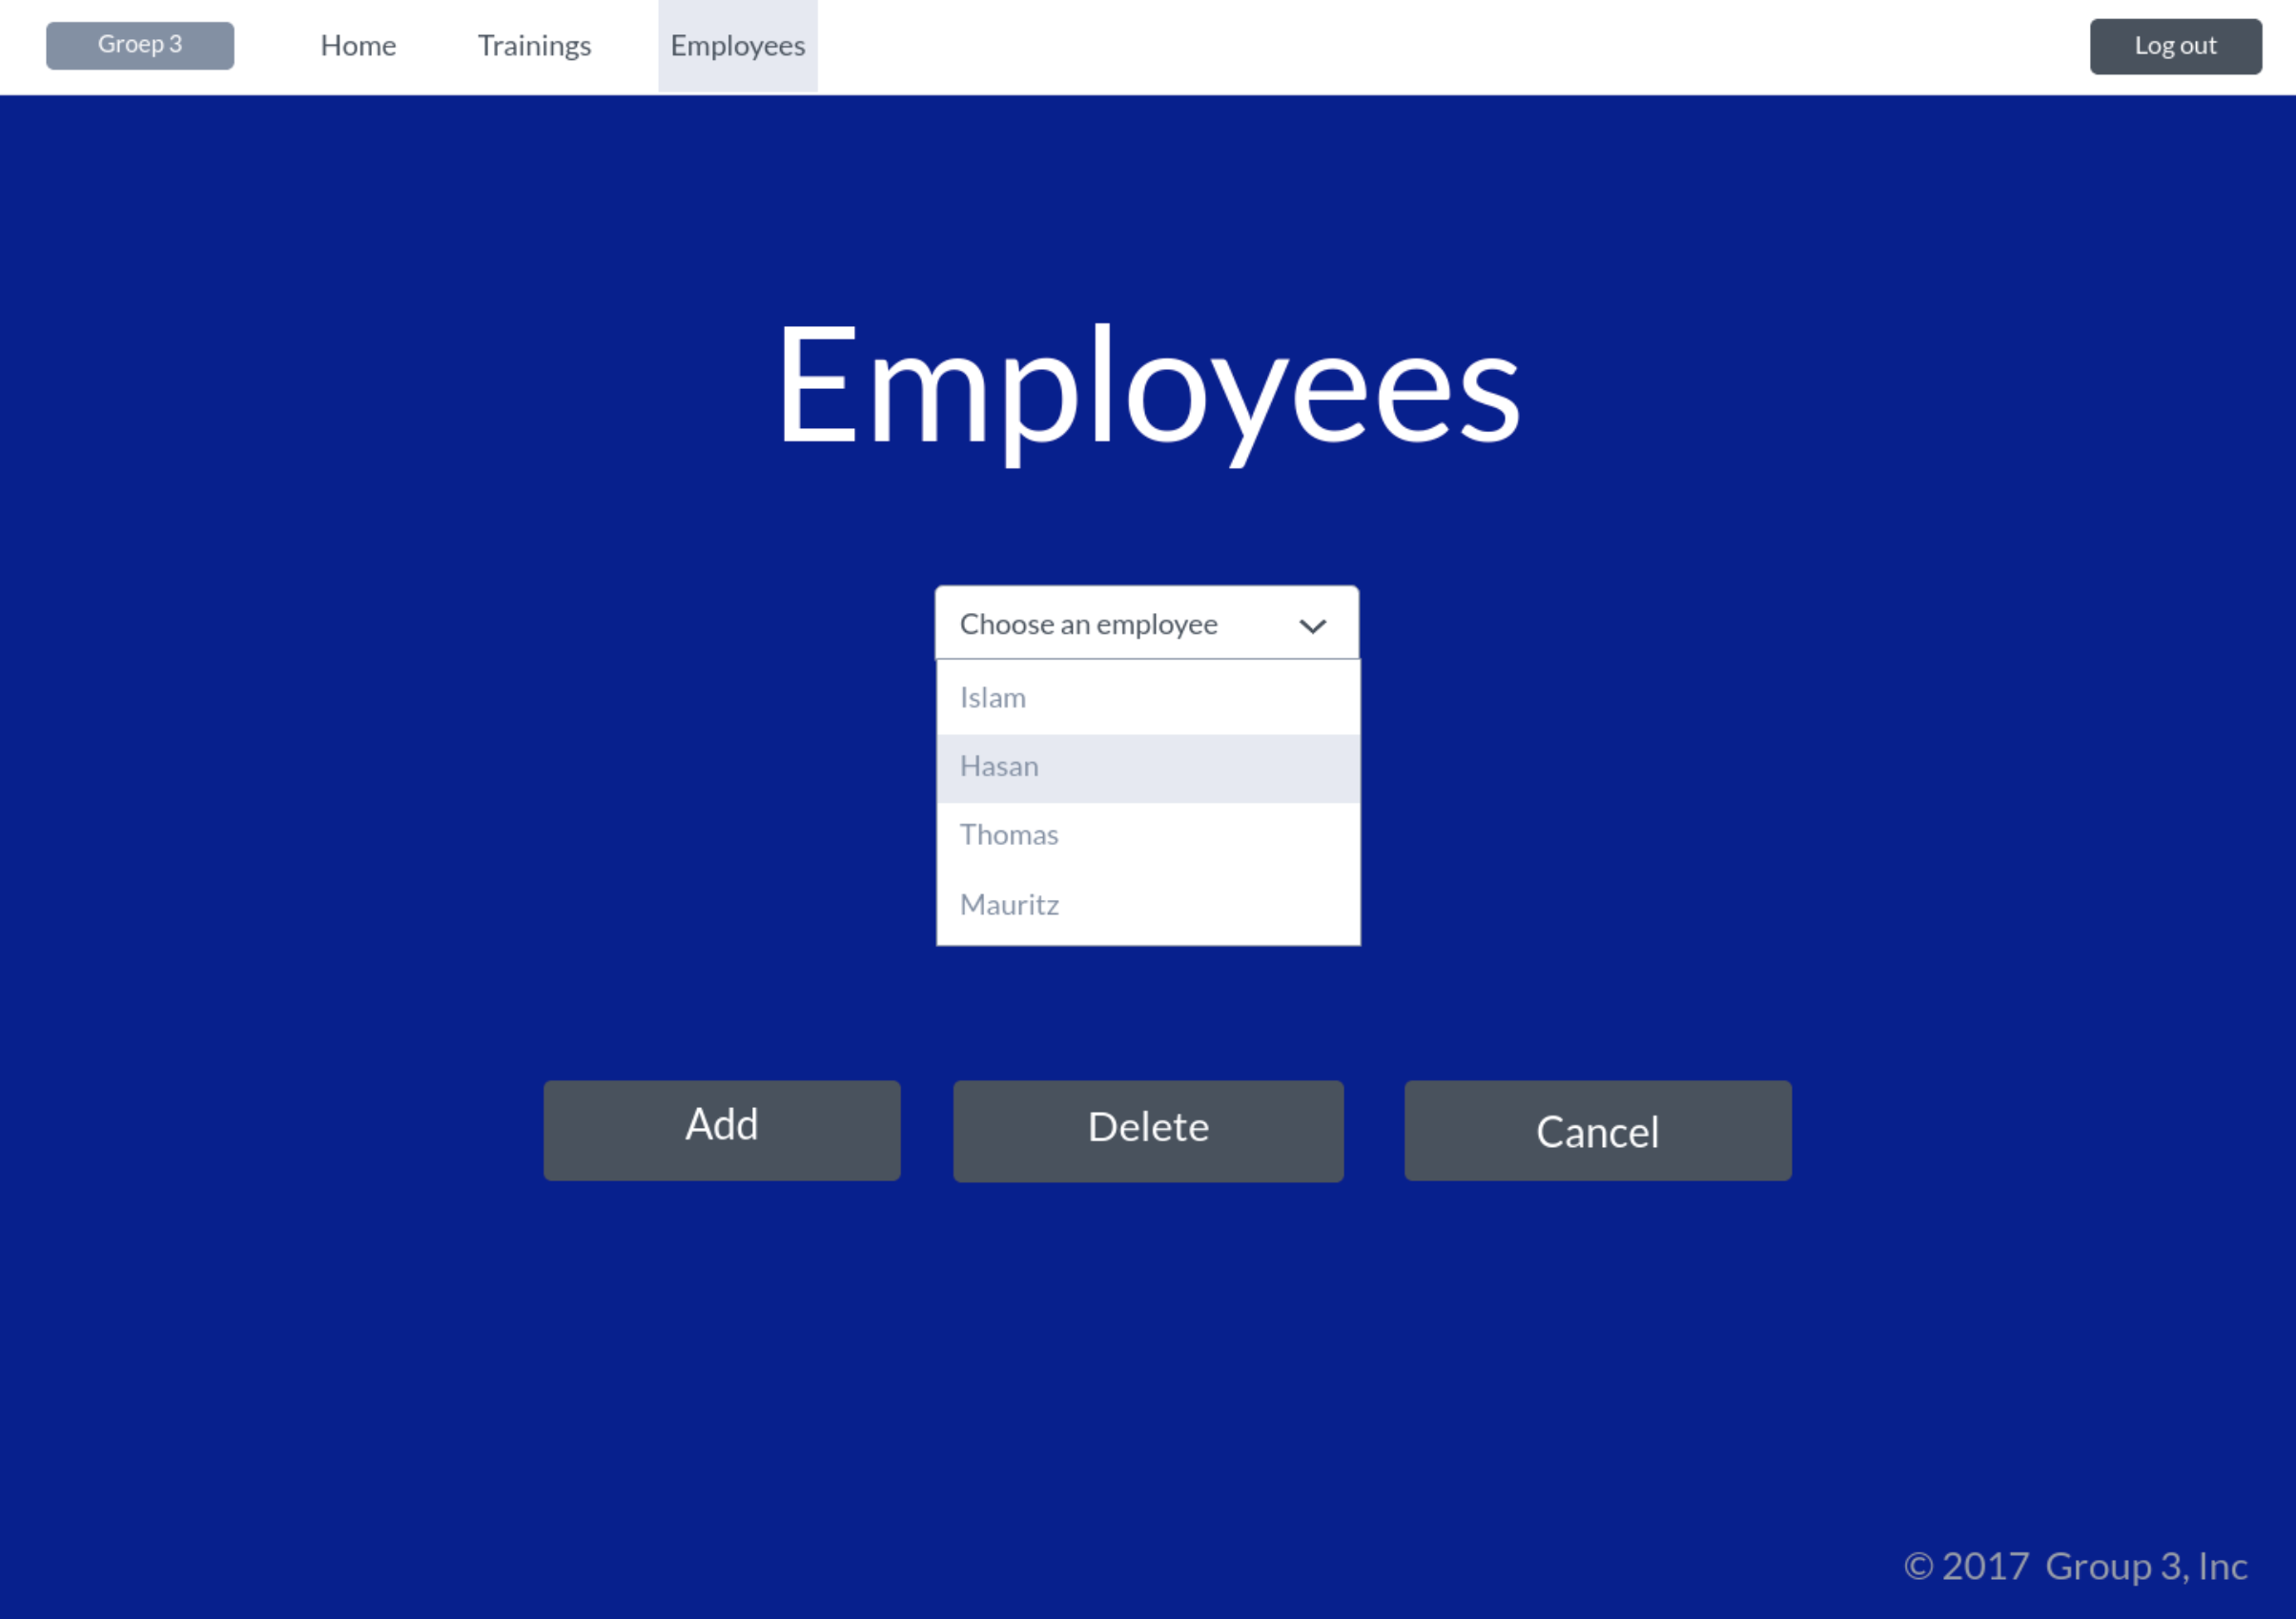 Groep 3 Home Trainings Employees Log out
Employees
Choose an employee
Islam
Hasan
Thomas
Mauritz
Add Delete Cancel
© 2017 Group 3, Inc